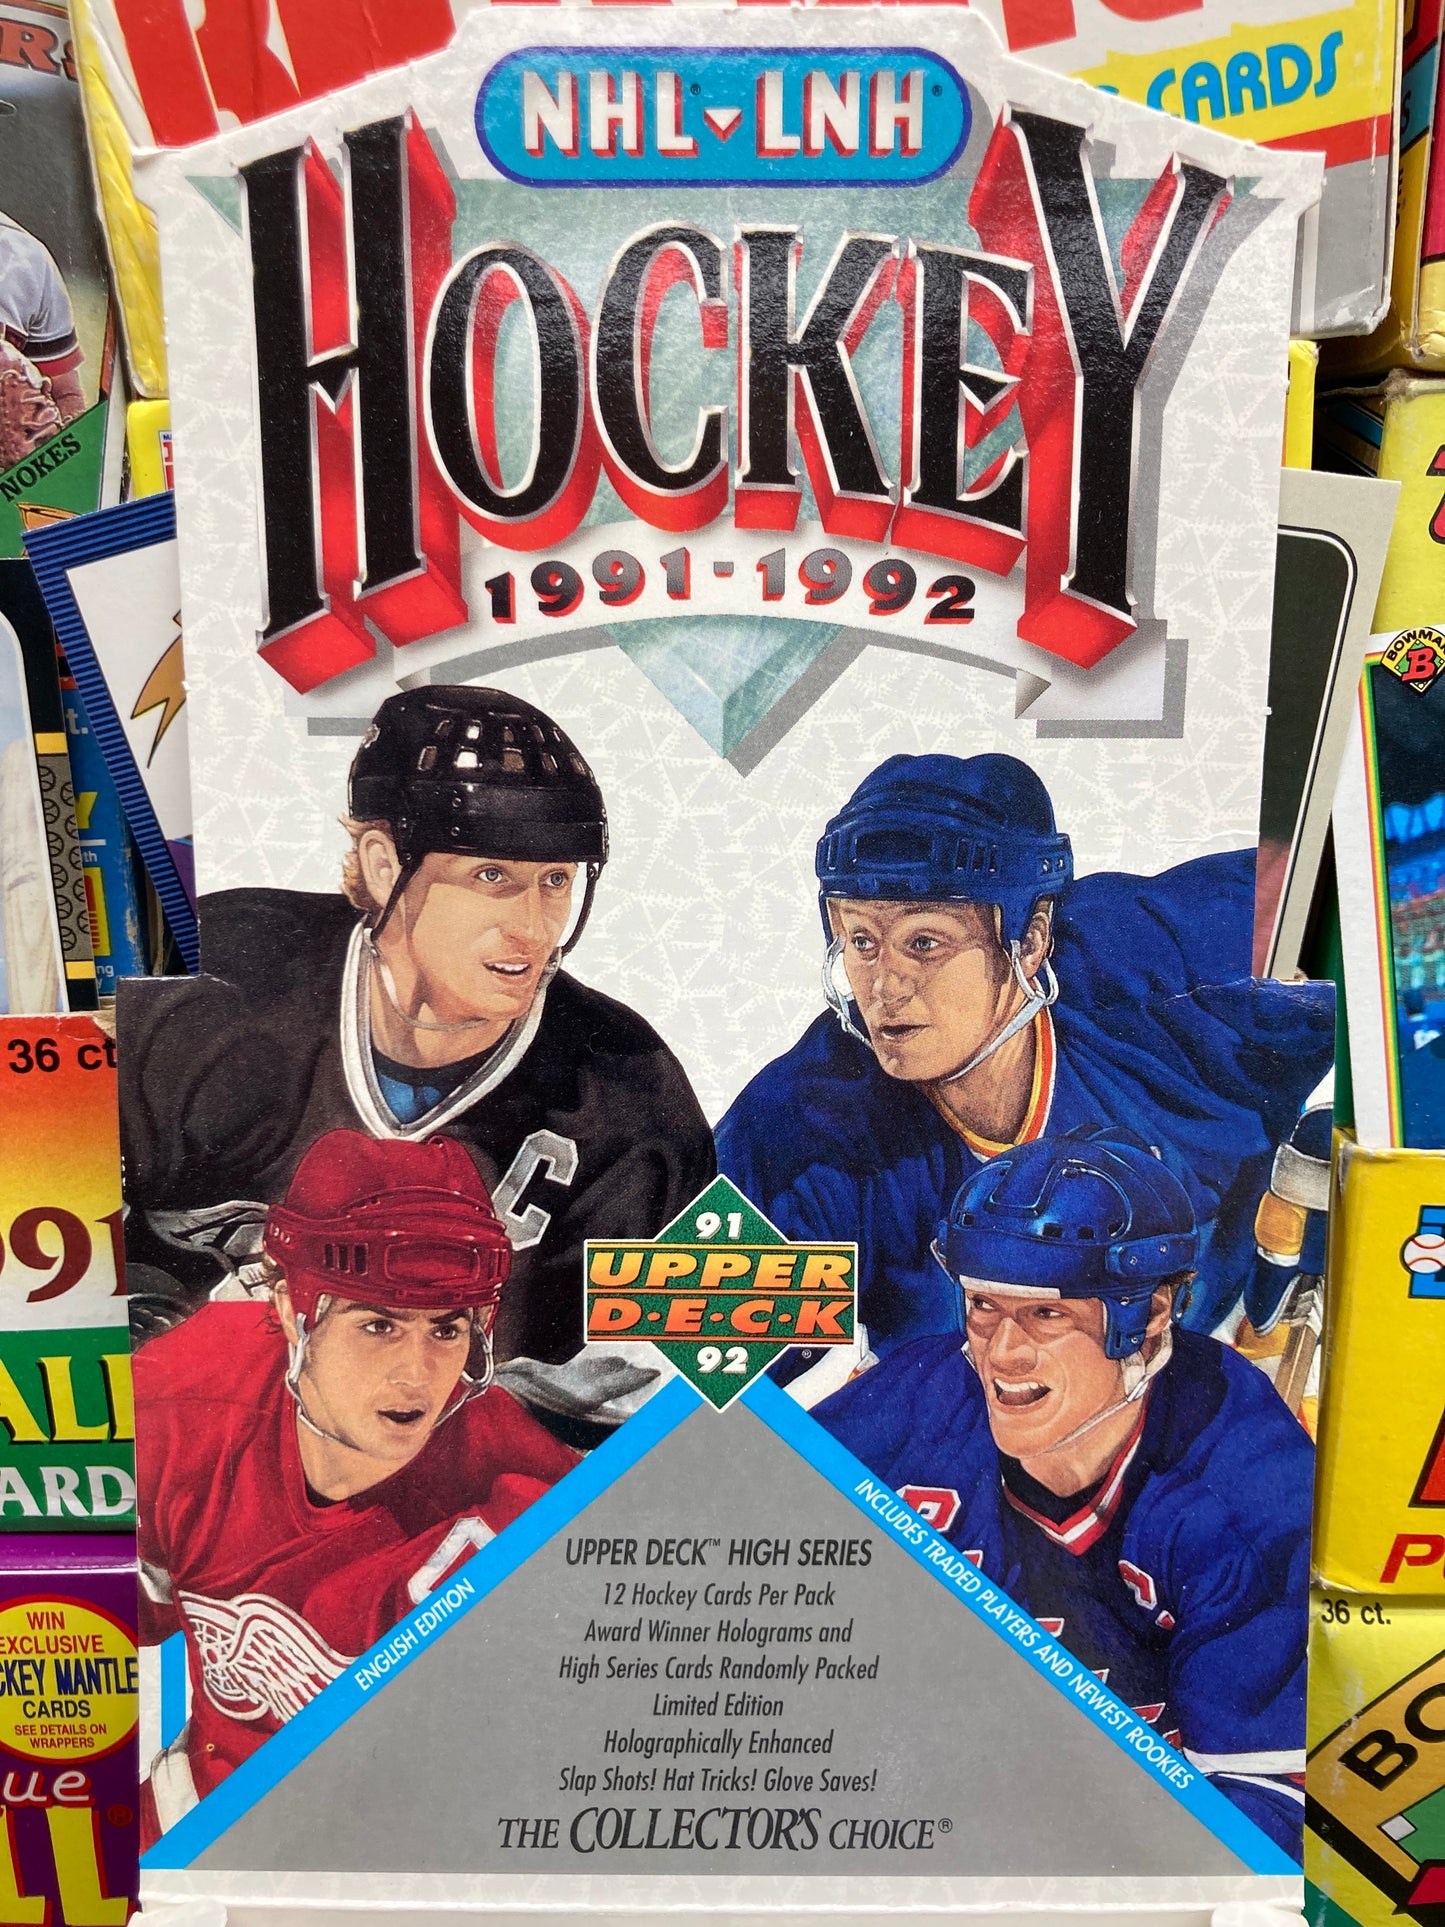 CARDS
NHL® LNH®
HOCKEY
1991-1992
NOKES
BOWMAN
B
36 ct
C
91
UPPER
D·E·C·K
92
®
ENGLISH EDITION
INCLUDES TRADED PLAYERS AND NEWEST ROOKIES
UPPER DECK™ HIGH SERIES
12 Hockey Cards Per Pack
Award Winner Holograms and
High Series Cards Randomly Packed
Limited Edition
Holographically Enhanced
Slap Shots! Hat Tricks! Glove Saves!
THE COLLECTOR'S CHOICE®
36 ct.
WIN
EXCLUSIVE
CKEY MANTLE
CARDS
SEE DETAILS ON
WRAPPERS